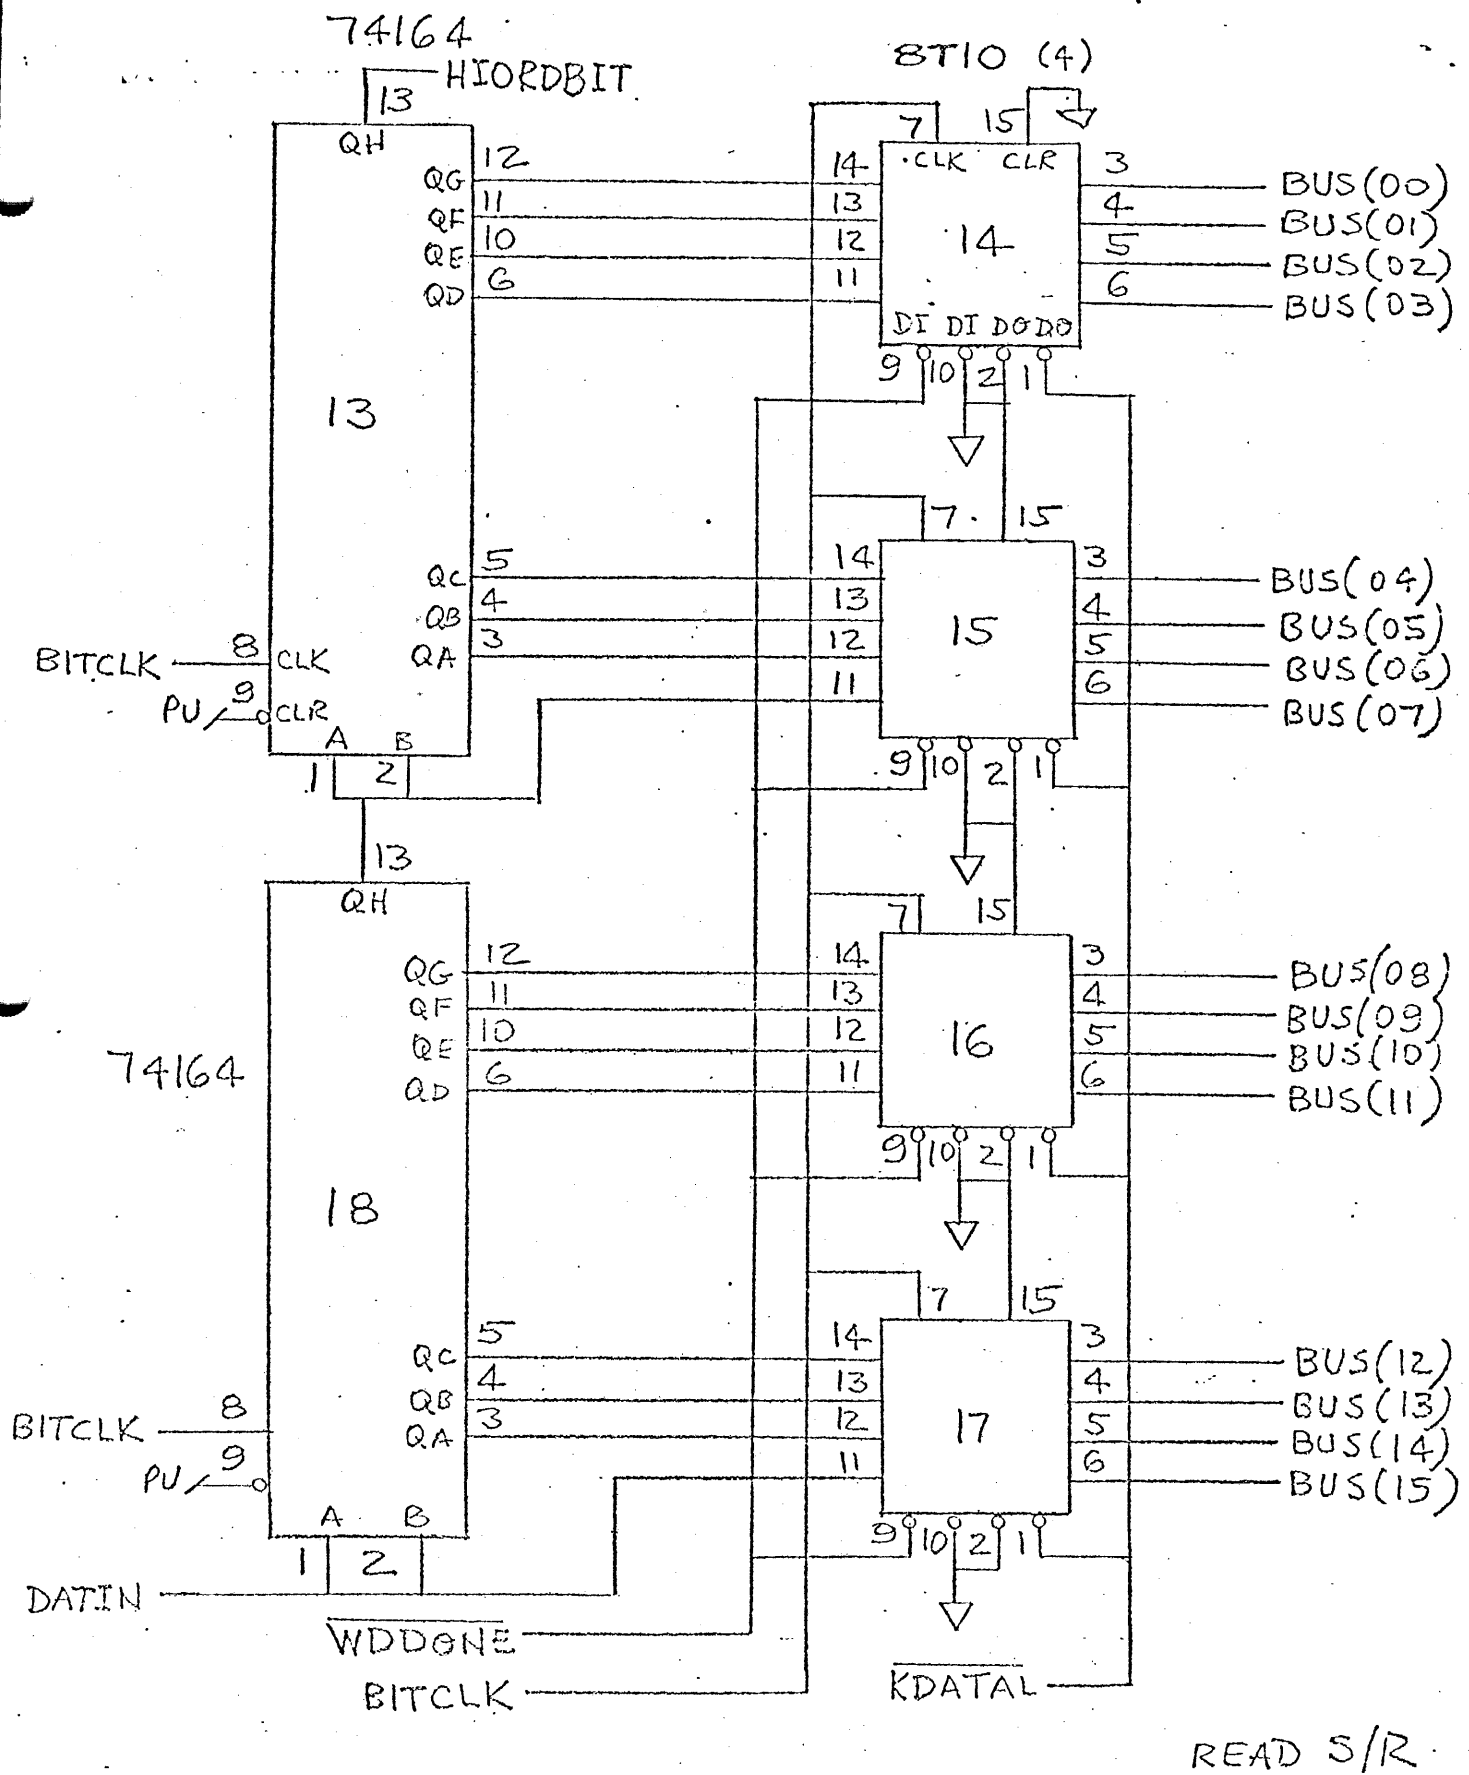 74164
HIORDBIT
13
QH
QG 12
QF 11
QE 10
QD 6
13
QC 5
QB 4
QA 3
BITCLK 8 CLK
PU 9 CLR
A B
1 2
8T10 (4)
7 15
CLK CLR
14 3 BUS(00)
13 4 BUS(01)
12 5 BUS(02)
11 6 BUS(03)
14
DI DI DO DO
9 10 2 1
7 15
14 3 BUS(04)
13 4 BUS(05)
12 5 BUS(06)
11 6 BUS(07)
15
9 10 2 1
13
QH
74164
QG 12
QF 11
QE 10
QD 6
18
QC 5
QB 4
QA 3
BITCLK 8
PU 9
A B
1 2
DATIN
7 15
14 3 BUS(08)
13 4 BUS(09)
12 5 BUS(10)
11 6 BUS(11)
16
9 10 2 1
7 15
14 3 BUS(12)
13 4 BUS(13)
12 5 BUS(14)
11 6 BUS(15)
17
9 10 2 1
WDDONE
BITCLK
KDATAL
READ S/R